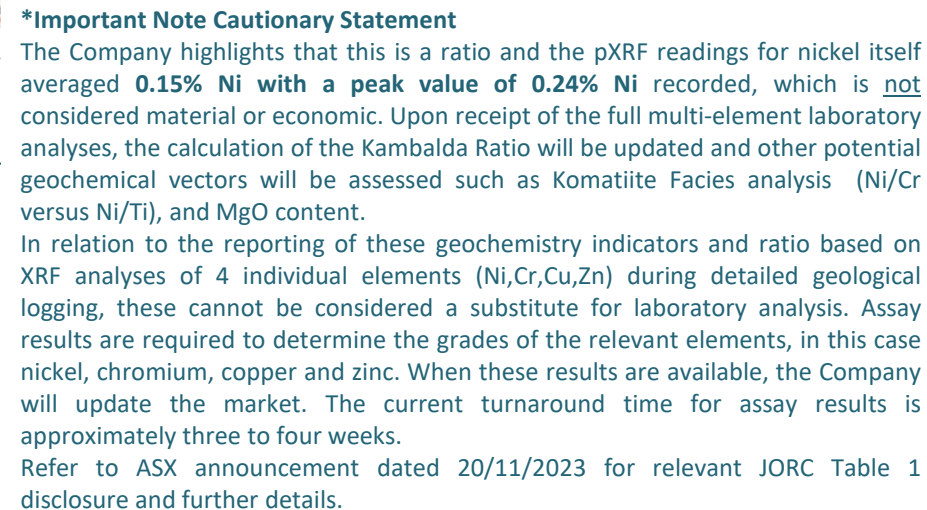 *Important Note Cautionary Statement
The Company highlights that this is a ratio and the pXRF readings for nickel itself
averaged 0.15% Ni with a peak value of 0.24% Ni recorded, which is not
considered material or economic. Upon receipt of the full multi-element laboratory
analyses, the calculation of the Kambalda Ratio will be updated and other potential
geochemical vectors will be assessed such as Komatiite Facies analysis (Ni/Cr
versus Ni/Ti), and MgO content.
In relation to the reporting of these geochemistry indicators and ratio based on
XRF analyses of 4 individual elements (Ni,Cr,Cu,Zn) during detailed geological
logging, these cannot be considered a substitute for laboratory analysis. Assay
results are required to determine the grades of the relevant elements, in this case
nickel, chromium, copper and zinc. When these results are available, the Company
will update the market. The current turnaround time for assay results is
approximately three to four weeks.
Refer to ASX announcement dated 20/11/2023 for relevant JORC Table 1
disclosure and further details.